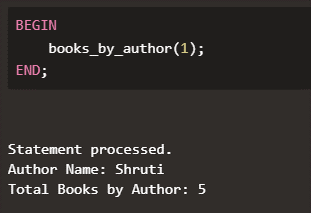 BEGIN
    books_by_author(1);
END;
Statement processed.
Author Name: Shruti
Total Books by Author: 5